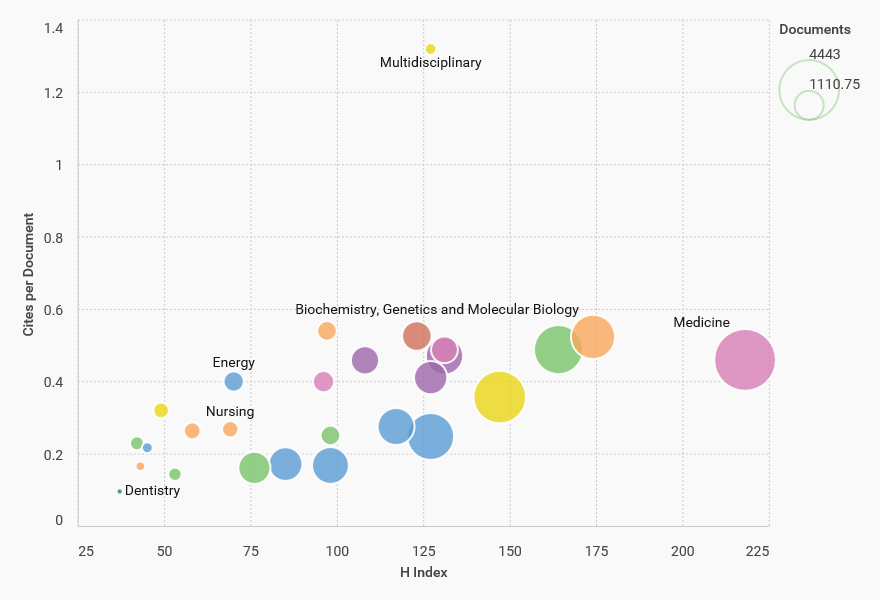 Documents
4443
1110.75
1.4
1.2
1
0.8
0.6
0.4
0.2
0
Cites per Document
Multidisciplinary
Biochemistry, Genetics and Molecular Biology
Medicine
Energy
Nursing
Dentistry
25 50 75 100 125 150 175 200 225
H Index